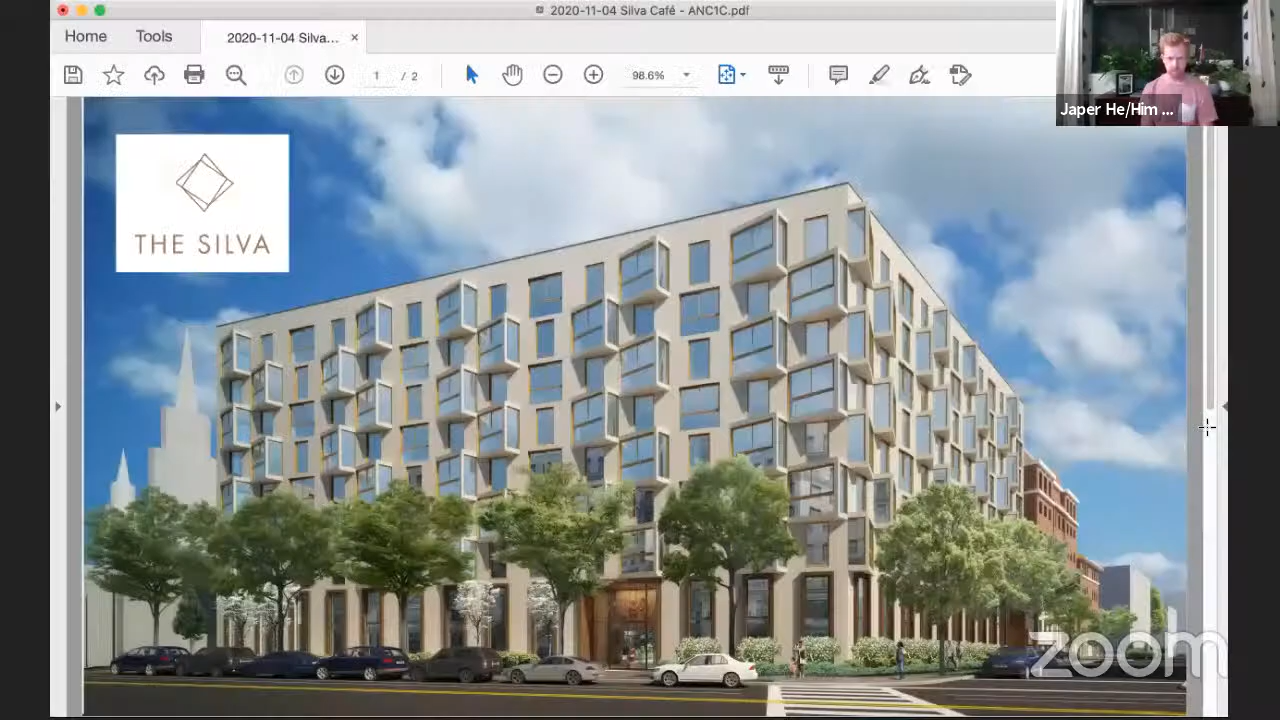 2020-11-04 Silva Café - ANC1C.pdf
Home
Tools
2020-11-04 Silva...
1 / 2
98.6%
Japer He/Him ...
THE SILVA
zoom